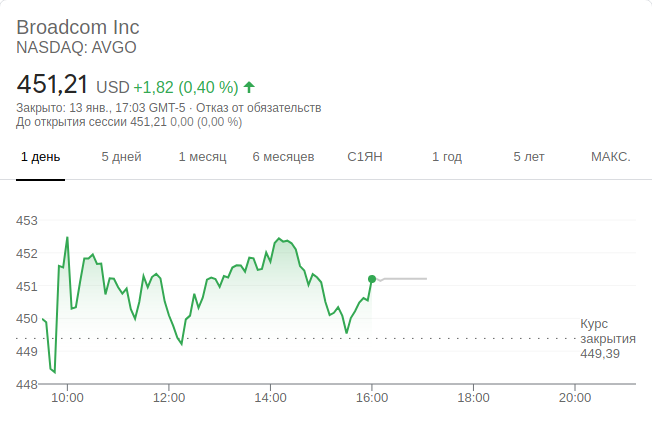 Broadcom Inc
NASDAQ: AVGO
451,21 USD +1,82 (0,40 %)
Закрыто: 13 янв., 17:03 GMT-5 · Отказ от обязательств
До открытия сессии 451,21 0,00 (0,00 %)
1 день 5 дней 1 месяц 6 месяцев С1ЯН 1 год 5 лет МАКС.
453
452
451
450
449
448
Курс
закрытия
449,39
10:00 12:00 14:00 16:00 18:00 20:00